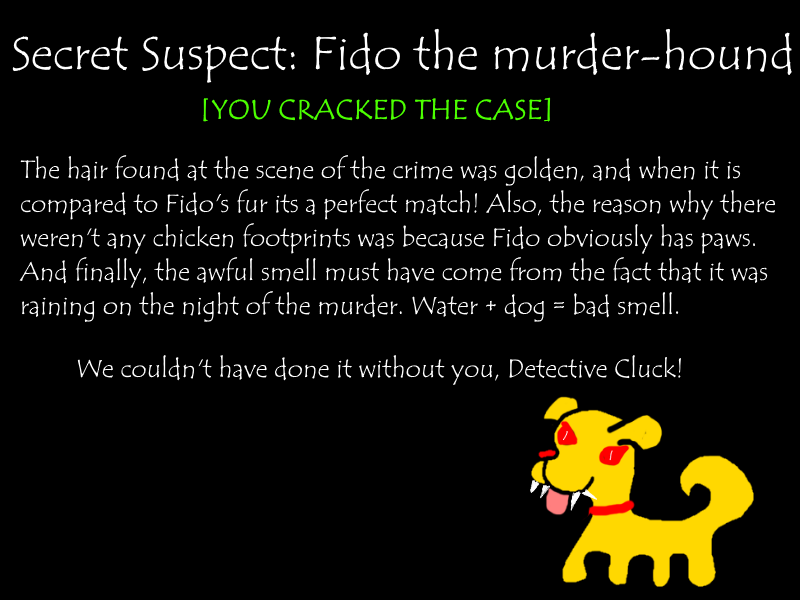 Secret Suspect: Fido the murder-hound
[YOU CRACKED THE CASE]
The hair found at the scene of the crime was golden, and when it is
compared to Fido's fur its a perfect match! Also, the reason why there
weren't any chicken footprints was because Fido obviously has paws.
And finally, the awful smell must have come from the fact that it was
raining on the night of the murder. Water + dog = bad smell.
We couldn't have done it without you, Detective Cluck!